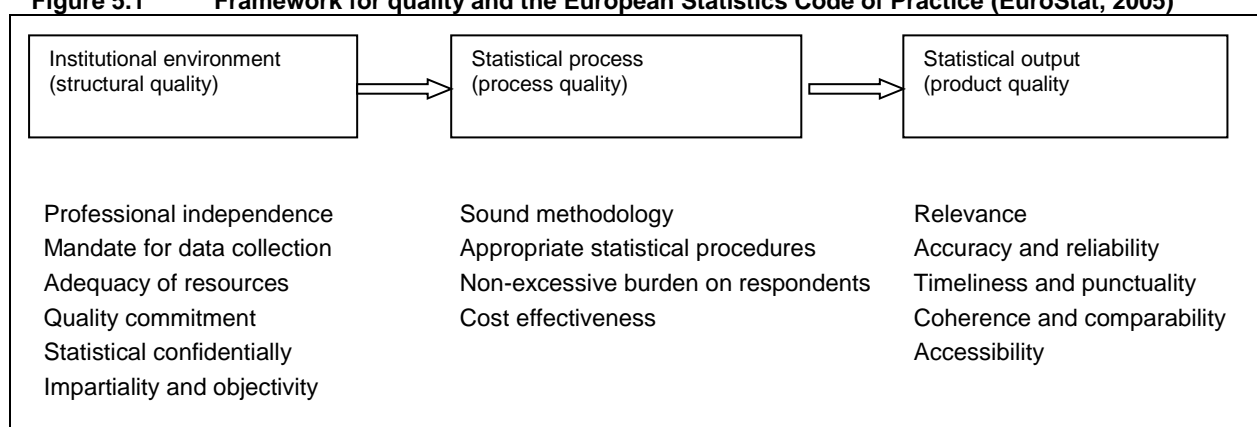 Figure 5.1 Framework for quality and the European Statistics Code of Practice (EuroStat, 2005)
Institutional environment
(structural quality)
Statistical process
(process quality)
Statistical output
(product quality
Professional independence
Mandate for data collection
Adequacy of resources
Quality commitment
Statistical confidentially
Impartiality and objectivity
Sound methodology
Appropriate statistical procedures
Non-excessive burden on respondents
Cost effectiveness
Relevance
Accuracy and reliability
Timeliness and punctuality
Coherence and comparability
Accessibility